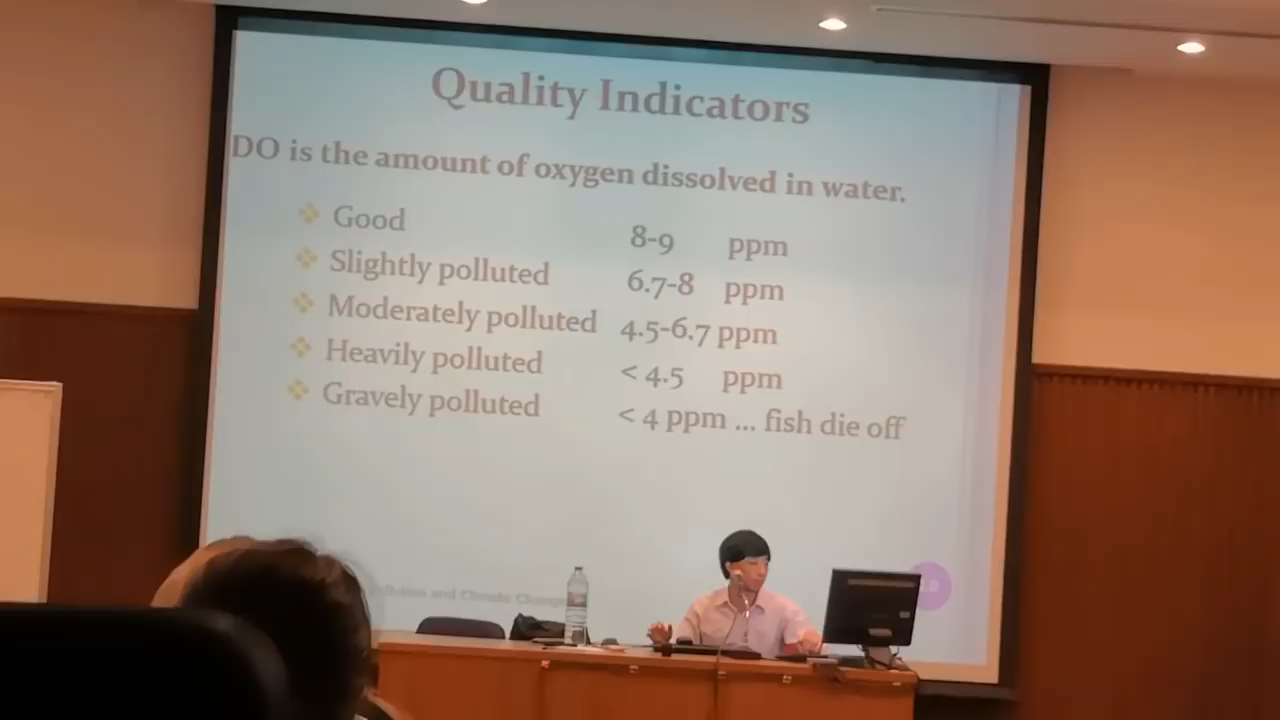 Quality Indicators
DO is the amount of oxygen dissolved in water.
Good 8-9 ppm
Slightly polluted 6.7-8 ppm
Moderately polluted 4.5-6.7 ppm
Heavily polluted < 4.5 ppm
Gravely polluted < 4 ppm ... fish die off
and Climate
D